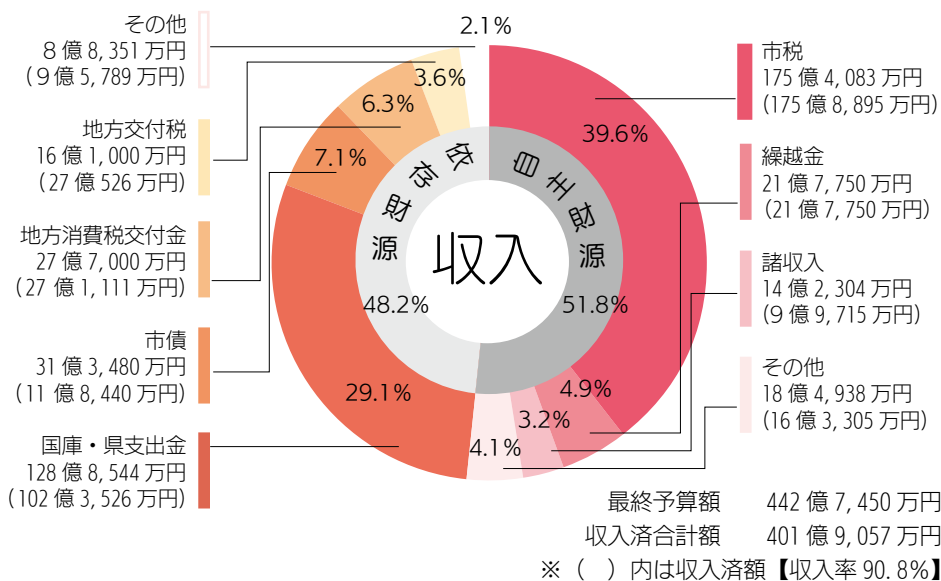 その他
8億8,351万円
(9億5,789万円)
地方交付税
16億1,000万円
(27億526万円)
地方消費税交付金
27億7,000万円
(27億1,111万円)
市債
31億3,480万円
(11億8,440万円)
国庫・県支出金
128億8,544万円
(102億3,526万円)
2.1%
3.6%
6.3%
7.1%
29.1%
依存財源
48.2%
収入
自主財源
51.8%
39.6%
4.9%
3.2%
4.1%
市税
175億4,083万円
(175億8,895万円)
繰越金
21億7,750万円
(21億7,750万円)
諸収入
14億2,304万円
(9億9,715万円)
その他
18億4,938万円
(16億3,305万円)
最終予算額 442億7,450万円
収入済合計額 401億9,057万円
※( )内は収入済額【収入率90.8%】